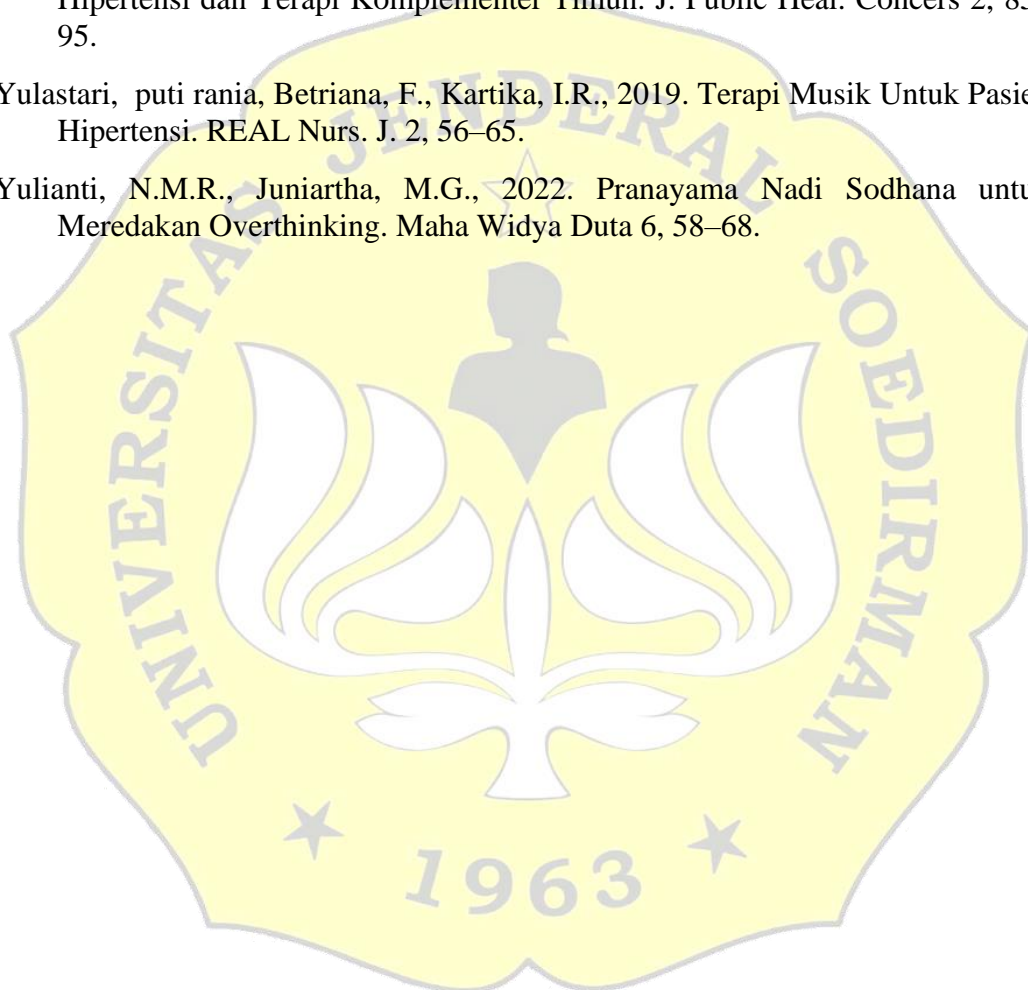 Hipertensi dan Terapi Komplementer Timun. J. Public Heal. Concers 2, 83
95.
Yulastari, puti rania, Betriana, F., Kartika, I.R., 2019. Terapi Musik Untuk Pasie
Hipertensi. REAL Nurs. J. 2, 56–65.
Yulianti, N.M.R., Juniartha, M.G., 2022. Pranayama Nadi Sodhana untu
Meredakan Overthinking. Maha Widya Duta 6, 58–68.
UNIVERSITAS JENDERAL SOEDIRMAN
1963